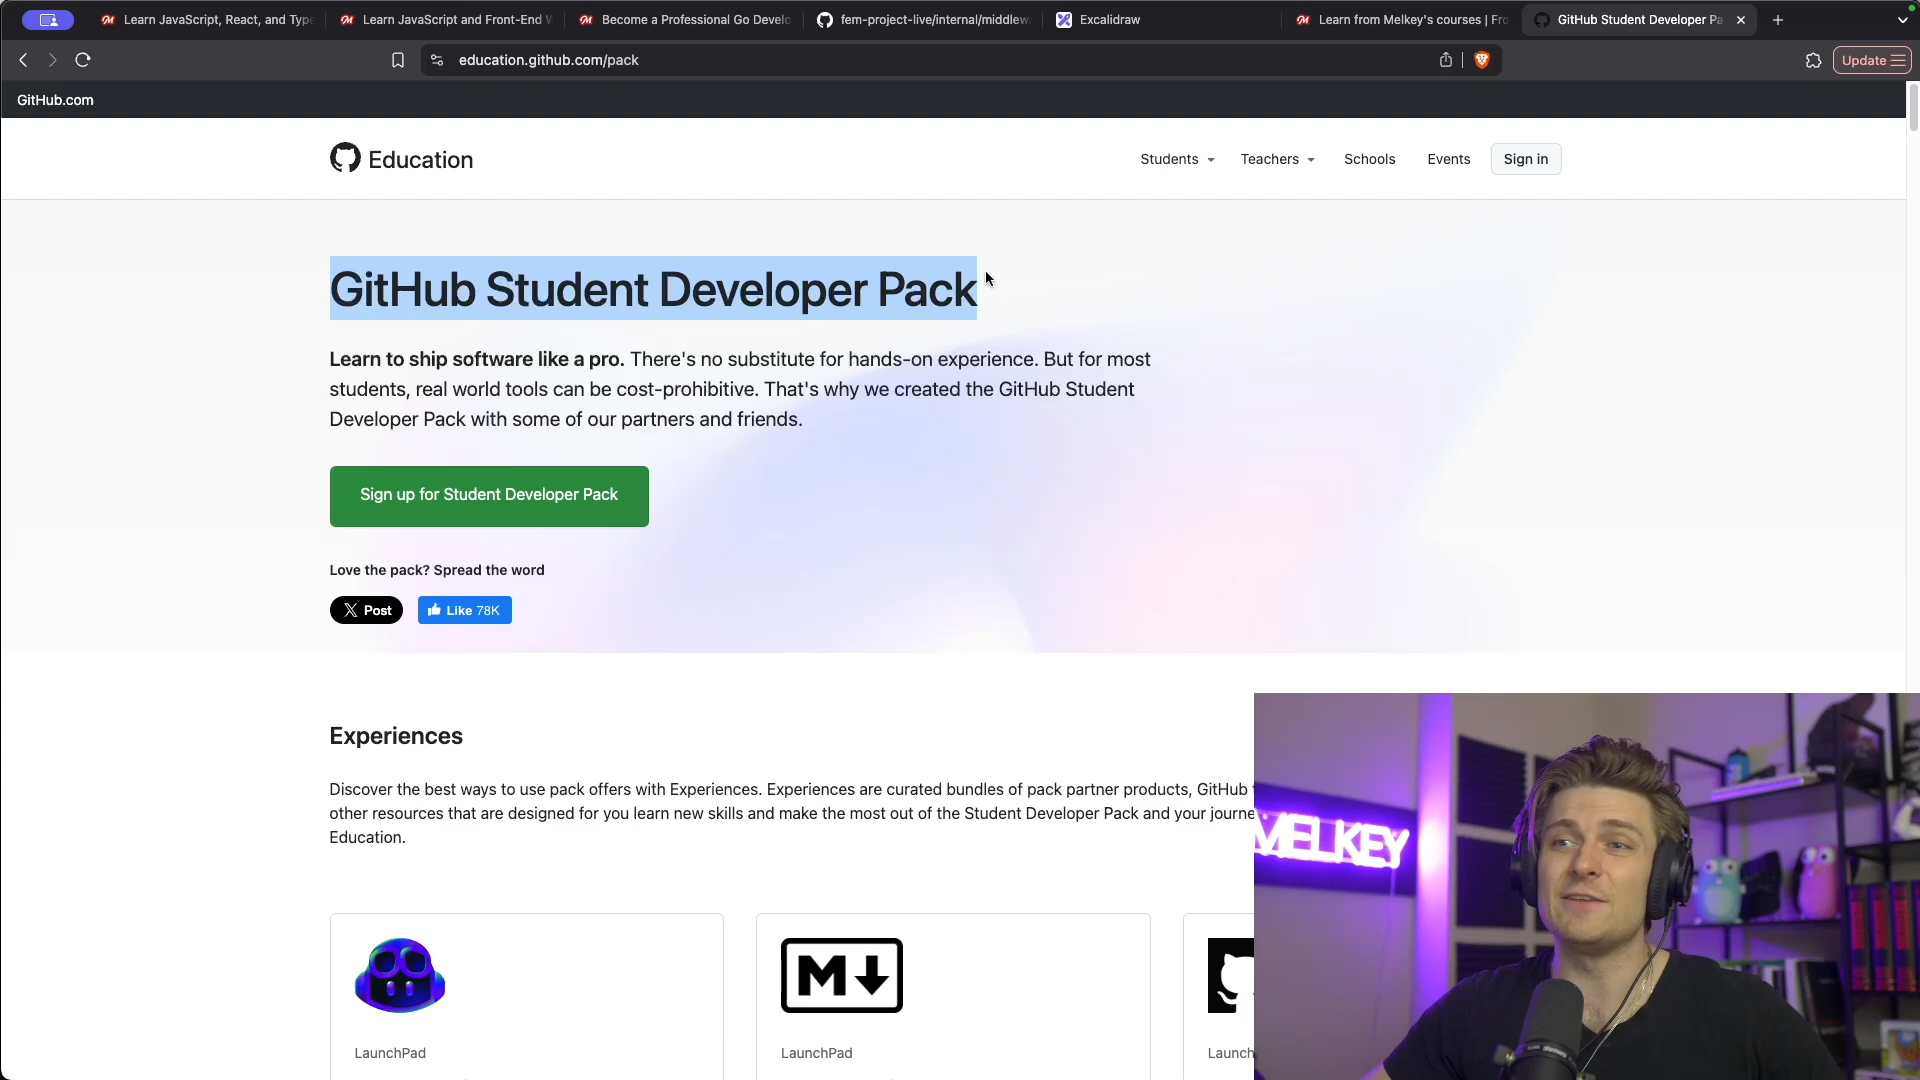 Learn JavaScript, React, and Type
Learn JavaScript and Front-End W
Become a Professional Go Develo
fem-project-live/internal/middlew
Excalidraw
Learn from Melkey's courses | Fro
GitHub Student Developer Pa
education.github.com/pack
Update
GitHub.com
Education
Students
Teachers
Schools
Events
Sign in
GitHub Student Developer Pack
Learn to ship software like a pro. There's no substitute for hands-on experience. But for most
students, real world tools can be cost-prohibitive. That's why we created the GitHub Student
Developer Pack with some of our partners and friends.
Sign up for Student Developer Pack
Love the pack? Spread the word
Post
Like 78K
Experiences
Discover the best ways to use pack offers with Experiences. Experiences are curated bundles of pack partner products, GitHub
other resources that are designed for you learn new skills and make the most out of the Student Developer Pack and your journe
Education.
MELKEY
M
LaunchPad
LaunchPad
Launch